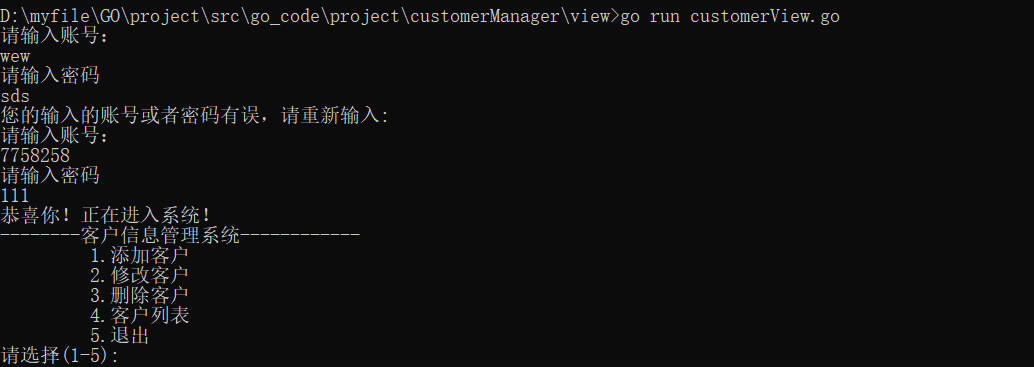 D:\myfile\GO\project\src\go_code\project\customerManager\view>go run customerView.go
请输入账号:
wew
请输入密码
sds
您的输入的账号或者密码有误，请重新输入:
请输入账号:
7758258
请输入密码
111
恭喜你！正在进入系统！
--------客户信息管理系统------------
1.添加客户
2.修改客户
3.删除客户
4.客户列表
5.退出
请选择(1-5):